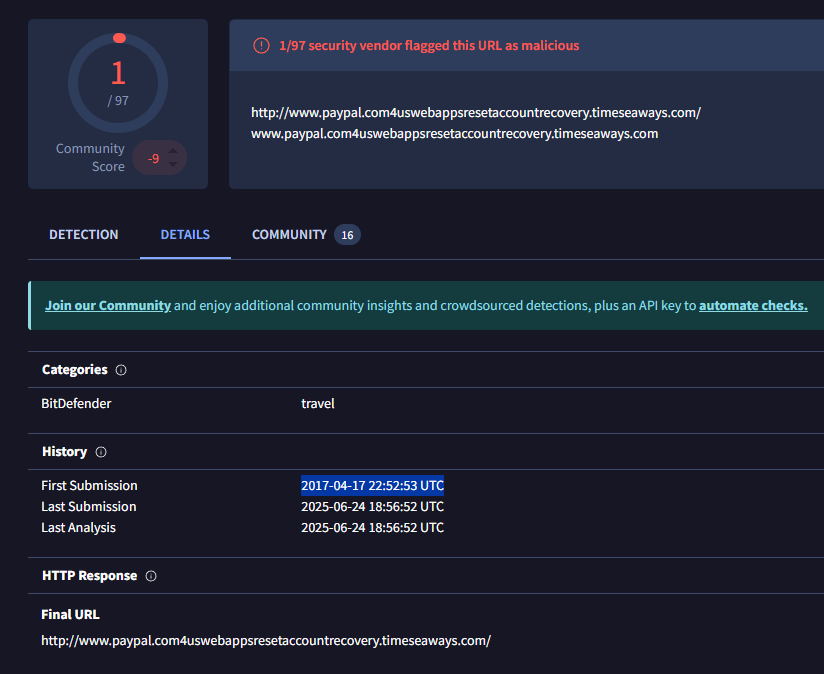 1
/ 97
Community
Score
-9
1/97 security vendor flagged this URL as malicious
http://www.paypal.com4uswebappsresetaccountrecovery.timeseaways.com/
www.paypal.com4uswebappsresetaccountrecovery.timeseaways.com
DETECTION DETAILS COMMUNITY 16
Join our Community and enjoy additional community insights and crowdsourced detections, plus an API key to automate checks.
Categories
BitDefender travel
History
First Submission 2017-04-17 22:52:53 UTC
Last Submission 2025-06-24 18:56:52 UTC
Last Analysis 2025-06-24 18:56:52 UTC
HTTP Response
Final URL
http://www.paypal.com4uswebappsresetaccountrecovery.timeseaways.com/